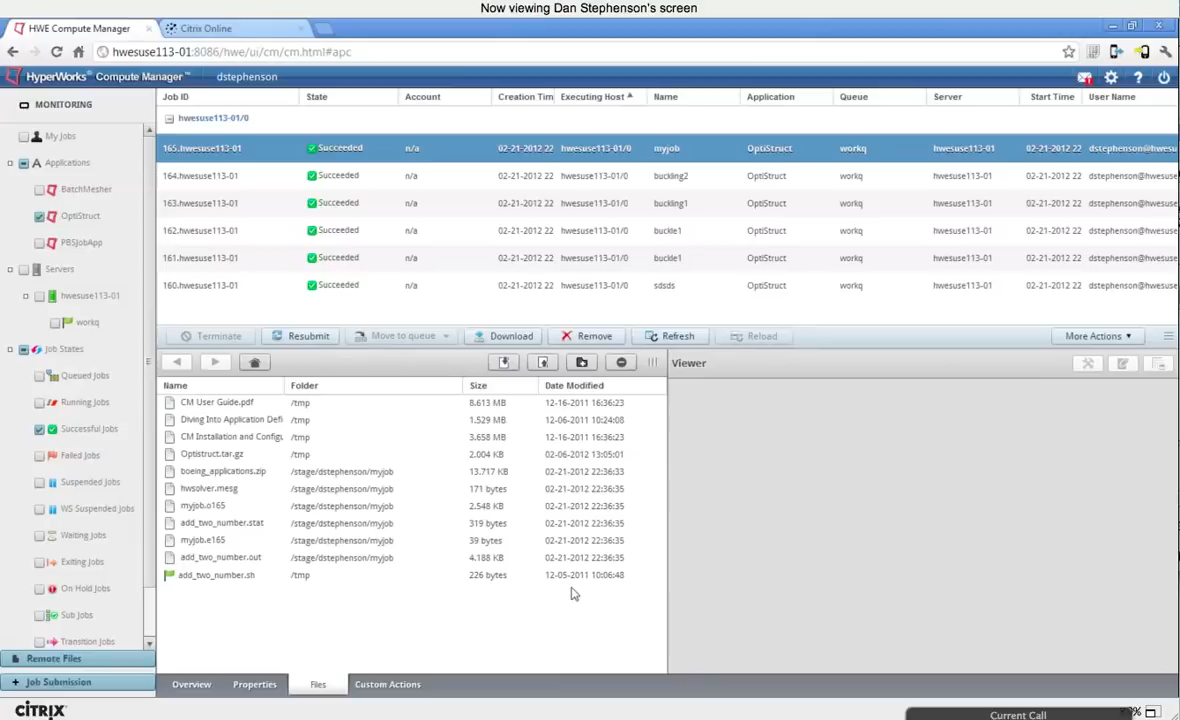 Now viewing Dan Stephenson's screen
HWE Compute Manager
Citrix Online
hwesuse113-01:8086/hwe/ui/cm/cm.html#apc
HyperWorks® Compute Manager™ dstephenson
MONITORING
My Jobs
Applications
BatchMesher
OptiStruct
PBSJobApp
Servers
hwesuse113-01
workq
Job States
Queued Jobs
Running Jobs
Successful Jobs
Failed Jobs
Suspended Jobs
WS Suspended Jobs
Waiting Jobs
Exiting Jobs
On Hold Jobs
Sub Jobs
Transition Jobs
Remote Files
Job Submission
Job ID State Account Creation Tim Executing Host Name Application Queue Server Start Time User Name
hwesuse113-01/0
165.hwesuse113-01 Succeeded n/a 02-21-2012 22 hwesuse113-01/0 myjob OptiStruct workq hwesuse113-01 02-21-2012 22 dstephenson@hwesu
164.hwesuse113-01 Succeeded n/a 02-21-2012 22 hwesuse113-01/0 buckling2 OptiStruct workq hwesuse113-01 02-21-2012 22 dstephenson@hwesus
163.hwesuse113-01 Succeeded n/a 02-21-2012 22 hwesuse113-01/0 buckling1 OptiStruct workq hwesuse113-01 02-21-2012 22 dstephenson@hwesus
162.hwesuse113-01 Succeeded n/a 02-21-2012 22 hwesuse113-01/0 buckle1 OptiStruct workq hwesuse113-01 02-21-2012 22 dstephenson@hwesus
161.hwesuse113-01 Succeeded n/a 02-21-2012 22 hwesuse113-01/0 buckle1 OptiStruct workq hwesuse113-01 02-21-2012 22 dstephenson@hwesus
160.hwesuse113-01 Succeeded n/a 02-21-2012 22 hwesuse113-01/0 sdsds OptiStruct workq hwesuse113-01 02-21-2012 22 dstephenson@hwesus
Terminate Resubmit Move to queue Download Remove Refresh Reload More Actions
Viewer
Name Folder Size Date Modified
CM User Guide.pdf /tmp 8.613 MB 12-16-2011 16:36:23
Diving Into Application Defi /tmp 1.529 MB 12-06-2011 10:24:08
CM Installation and Configu /tmp 3.658 MB 12-16-2011 16:36:23
Optistruct.tar.gz /tmp 2.004 KB 02-06-2012 13:05:01
boeing_applications.zip /stage/dstephenson/myjob 13.717 KB 02-21-2012 22:36:33
hwsolver.mesg /stage/dstephenson/myjob 171 bytes 02-21-2012 22:36:35
myjob.o165 /stage/dstephenson/myjob 2.548 KB 02-21-2012 22:36:35
add_two_number.stat /stage/dstephenson/myjob 319 bytes 02-21-2012 22:36:35
myjob.e165 /stage/dstephenson/myjob 39 bytes 02-21-2012 22:36:35
add_two_number.out /stage/dstephenson/myjob 4.188 KB 02-21-2012 22:36:35
add_two_number.sh /tmp 226 bytes 12-05-2011 10:06:48
Overview Properties Files Custom Actions
CİTRIX
Current Call